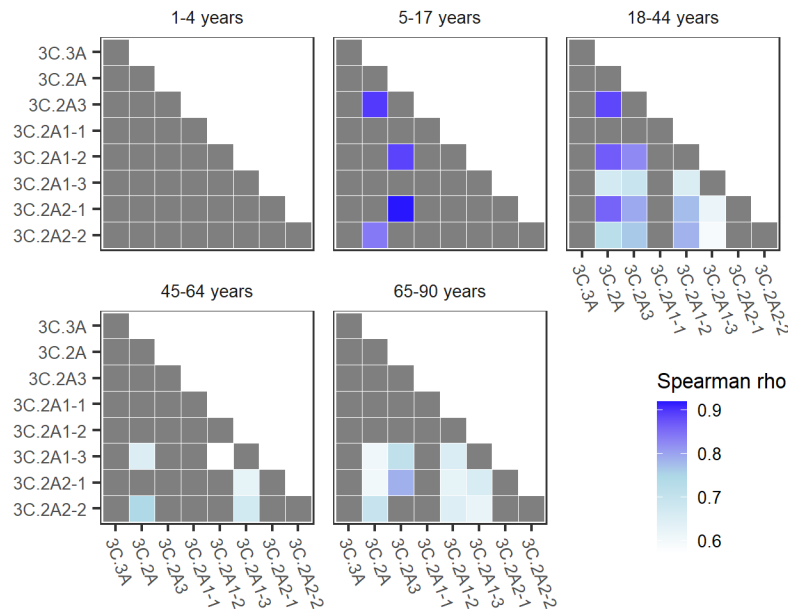 1-4 years
5-17 years
18-44 years
3C.3A
3C.2A
3C.2A3
3C.2A1-1
3C.2A1-2
3C.2A1-3
3C.2A2-1
3C.2A2-2
3C.3A
3C.2A
3C.2A3
3C.2A1-1
3C.2A1-2
3C.2A1-3
3C.2A2-1
3C.2A2-2
45-64 years
65-90 years
3C.3A
3C.2A
3C.2A3
3C.2A1-1
3C.2A1-2
3C.2A1-3
3C.2A2-1
3C.2A2-2
3C.3A
3C.2A
3C.2A3
3C.2A1-1
3C.2A1-2
3C.2A1-3
3C.2A2-1
3C.2A2-2
3C.3A
3C.2A
3C.2A3
3C.2A1-1
3C.2A1-2
3C.2A1-3
3C.2A2-1
3C.2A2-2
Spearman rho
0.9
0.8
0.7
0.6